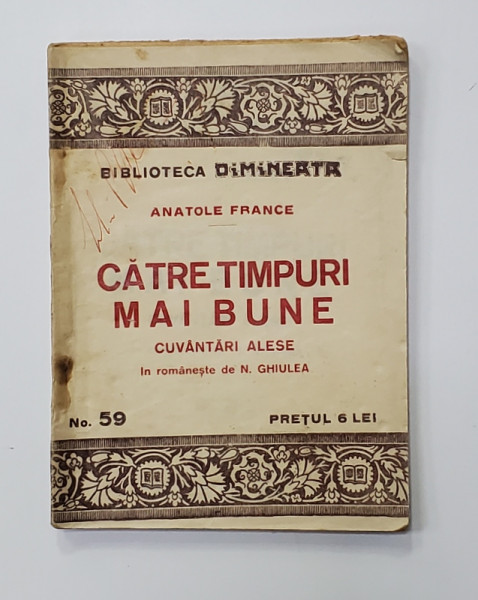 BIBLIOTECA DiMiNEAȚA
ANATOLE FRANCE
CĂTRE TIMPURI
MAI BUNE
CUVÂNTĂRI ALESE
In românește de N. GHIULEA
No. 59 PREȚUL 6 LEI